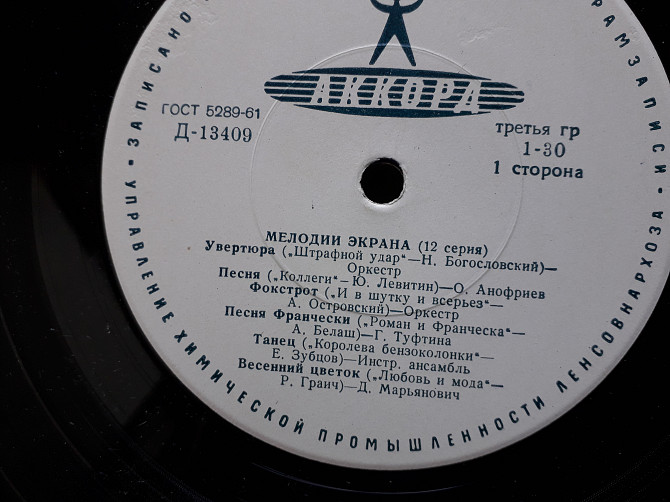 АККОРД
ГОСТ 5289-61
Д-13409
третья гр
1-30
1 сторона
МЕЛОДИИ ЭКРАНА (12 серия)
Увертюра („Штрафной удар“—Н. Богословский)—
Оркестр
Песня („Коллеги“—Ю. Левитин)—О. Анофриев
Фокстрот („И в шутку и всерьез“—
А. Островский)—Оркестр
Песня Франчески („Роман и Франческа“—
А. Белаш)—Г. Туфтина
Танец („Королева бензоколонки“—
Е. Зубцов)—Инстр. ансамбль
Весенний цветок („Любовь и мода“—
Р. Граич)—Д. Марьянович
УПРАВЛЕНИЕ ХИМИЧЕСКОЙ ПРОМЫШЛЕННОСТИ ЛЕНСОВНАРХОЗА •
• ЗАПИСАНО
ГРАМЗАПИСИ